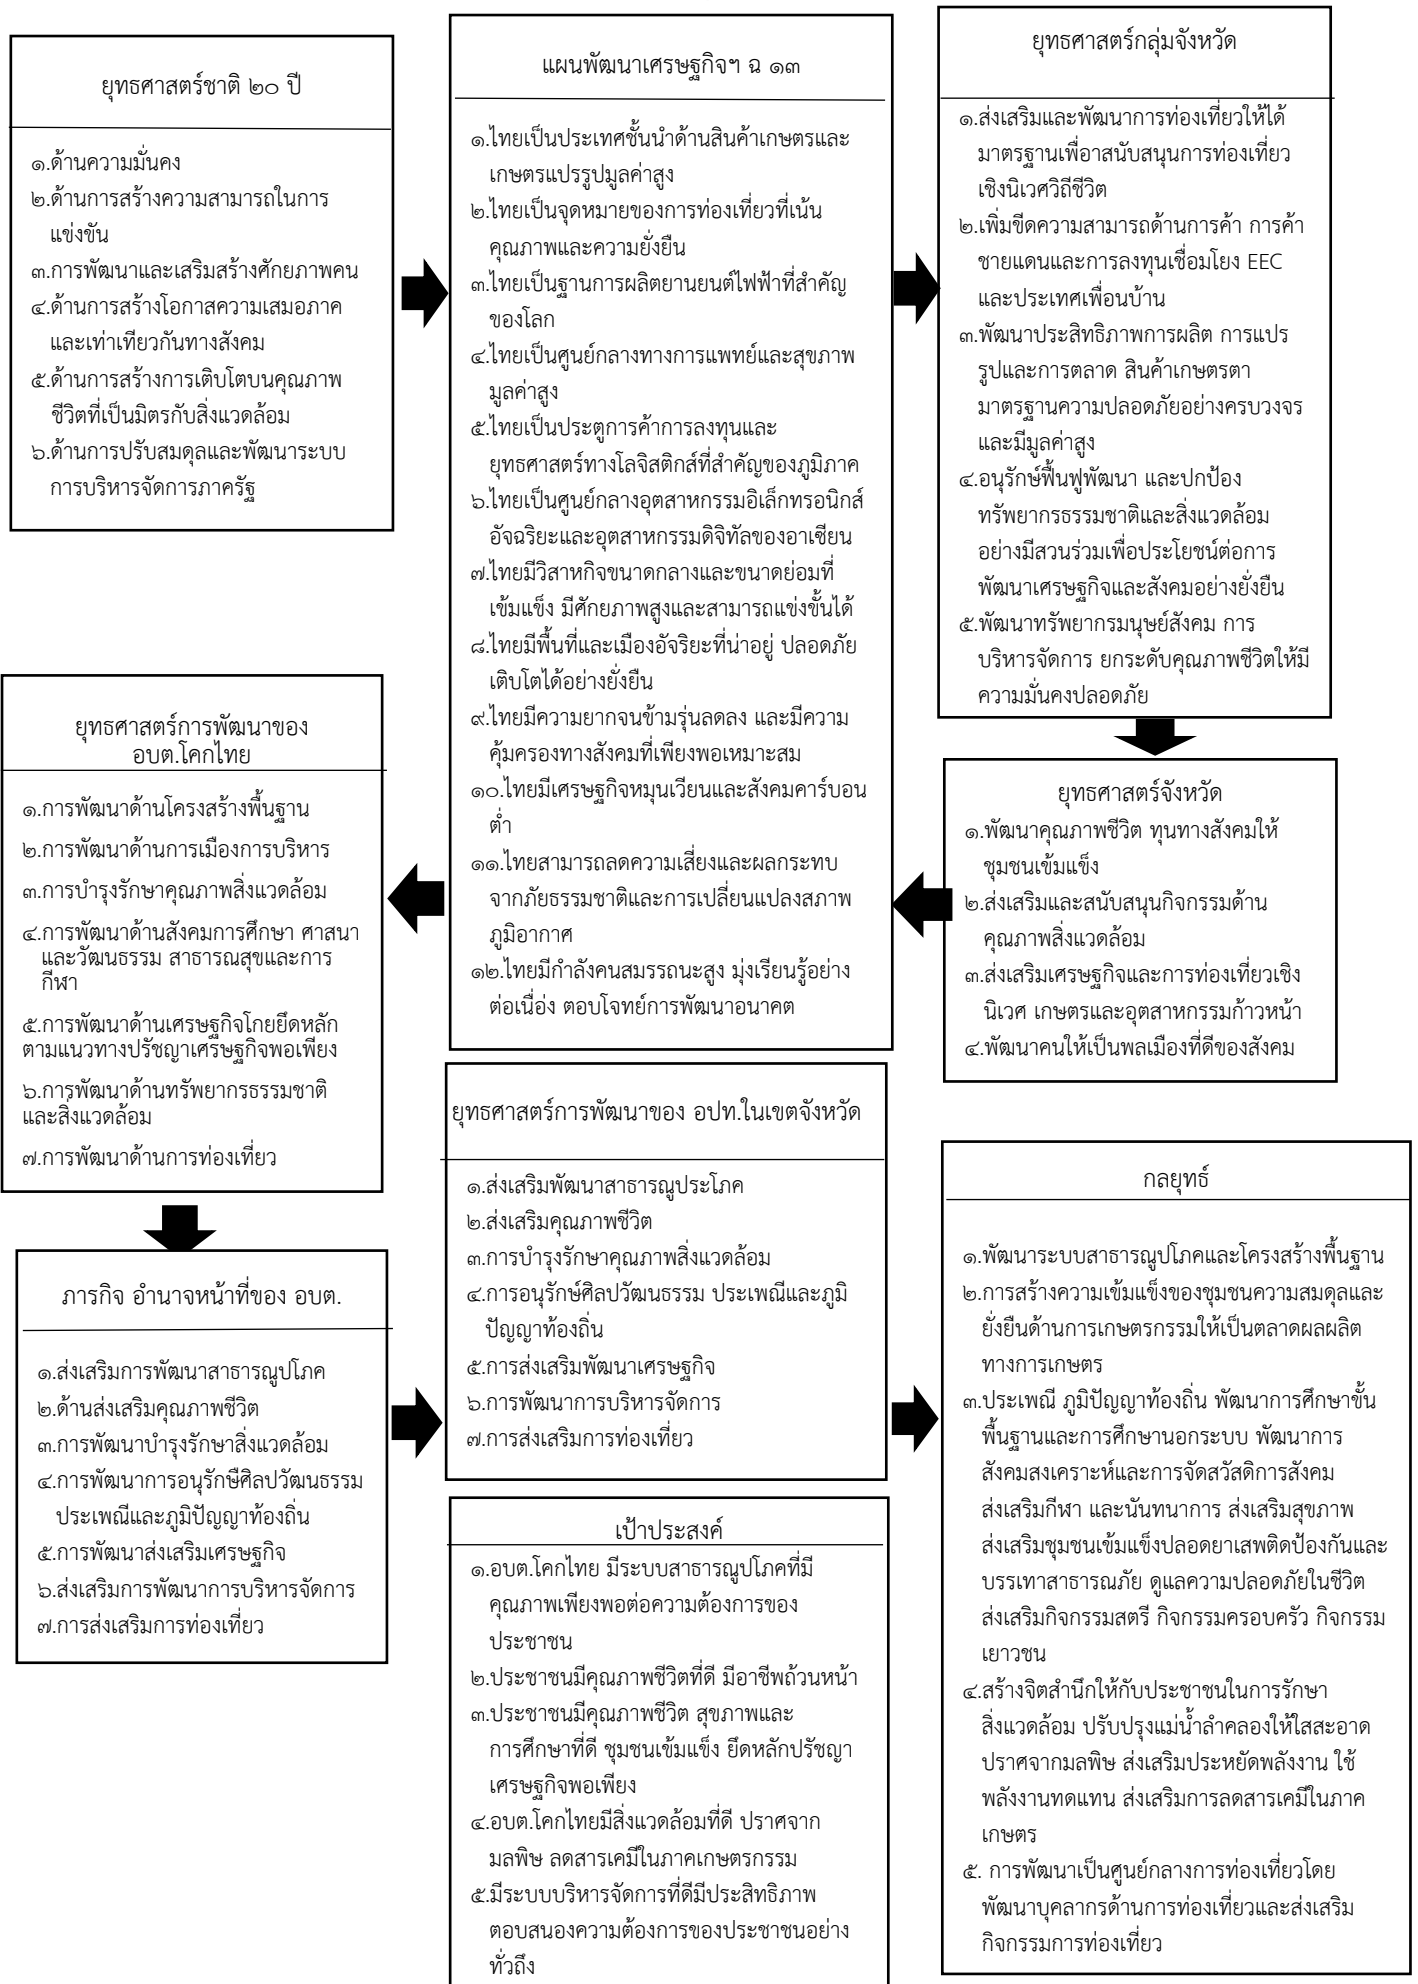 ยุทธศาสตร์ชาติ ๒๐ ปี
๑.ด้านความมั่นคง
๒.ด้านการสร้างความสามารถในการ
แข่งขัน
๓.การพัฒนาและเสริมสร้างศักยภาพคน
๔.ด้านการสร้างโอกาสความเสมอภาค
และเท่าเทียวกันทางสังคม
๕.ด้านการสร้างการเติบโตบนคุณภาพ
ชีวิตที่เป็นมิตรกับสิ่งแวดล้อม
๖.ด้านการปรับสมดุลและพัฒนาระบบ
การบริหารจัดการภาครัฐ
แผนพัฒนาเศรษฐกิจฯ ฉ ๑๓
๑.ไทยเป็นประเทศชั้นนำด้านสินค้าเกษตรและ
เกษตรแปรรูปมูลค่าสูง
๒.ไทยเป็นจุดหมายของการท่องเที่ยวที่เน้น
คุณภาพและความยั่งยืน
๓.ไทยเป็นฐานการผลิตยานยนต์ไฟฟ้าที่สำคัญ
ของโลก
๔.ไทยเป็นศูนย์กลางทางการแพทย์และสุขภาพ
มูลค่าสูง
๕.ไทยเป็นประตูการค้าการลงทุนและ
ยุทธศาสตร์ทางโลจิสติกส์ที่สำคัญของภูมิภาค
๖.ไทยเป็นศูนย์กลางอุตสาหกรรมอิเล็กทรอนิกส์
อัจฉริยะและอุตสาหกรรมดิจิทัลของอาเซียน
๗.ไทยมีวิสาหกิจขนาดกลางและขนาดย่อมที่
เข้มแข็ง มีศักยภาพสูงและสามารถแข่งขั้นได้
๘.ไทยมีพื้นที่และเมืองอัจริยะที่น่าอยู่ ปลอดภัย
เติบโตได้อย่างยั่งยืน
๙.ไทยมีความยากจนข้ามรุ่นลดลง และมีความ
คุ้มครองทางสังคมที่เพียงพอเหมาะสม
๑๐.ไทยมีเศรษฐกิจหมุนเวียนและสังคมคาร์บอน
ต่ำ
๑๑.ไทยสามารถลดความเสี่ยงและผลกระทบ
จากภัยธรรมชาติและการเปลี่ยนแปลงสภาพ
ภูมิอากาศ
๑๒.ไทยมีกำลังคนสมรรถนะสูง มุ่งเรียนรู้อย่าง
ต่อเนื่อ่ง ตอบโจทย์การพัฒนาอนาคต
ยุทธศาสตร์กลุ่มจังหวัด
๑.ส่งเสริมและพัฒนาการท่องเที่ยวให้ได้
มาตรฐานเพื่อาสนับสนุนการท่องเที่ยว
เชิงนิเวศวิถีชีวิต
๒.เพิ่มขีดความสามารถด้านการค้า การค้า
ชายแดนและการลงทุนเชื่อมโยง EEC
และประเทศเพื่อนบ้าน
๓.พัฒนาประสิทธิภาพการผลิต การแปร
รูปและการตลาด สินค้าเกษตรตา
มาตรฐานความปลอดภัยอย่างครบวงจร
และมีมูลค่าสูง
๔.อนุรักษ์ฟื้นฟูพัฒนา และปกป้อง
ทรัพยากรธรรมชาติและสิ่งแวดล้อม
อย่างมีสวนร่วมเพื่อประโยชน์ต่อการ
พัฒนาเศรษฐกิจและสังคมอย่างยั่งยืน
๕.พัฒนาทรัพยากรมนุษย์สังคม การ
บริหารจัดการ ยกระดับคุณภาพชีวิตให้มี
ความมั่นคงปลอดภัย
ยุทธศาสตร์จังหวัด
๑.พัฒนาคุณภาพชีวิต ทุนทางสังคมให้
ชุมชนเข้มแข็ง
๒.ส่งเสริมและสนับสนุนกิจกรรมด้าน
คุณภาพสิ่งแวดล้อม
๓.ส่งเสริมเศรษฐกิจและการท่องเที่ยวเชิง
นิเวศ เกษตรและอุตสาหกรรมก้าวหน้า
๔.พัฒนาคนให้เป็นพลเมืองที่ดีของสังคม
ยุทธศาสตร์การพัฒนาของ
อบต.โคกไทย
๑.การพัฒนาด้านโครงสร้างพื้นฐาน
๒.การพัฒนาด้านการเมืองการบริหาร
๓.การบำรุงรักษาคุณภาพสิ่งแวดล้อม
๔.การพัฒนาด้านสังคมการศึกษา ศาสนา
และวัฒนธรรม สาธารณสุขและการ
กีฬา
๕.การพัฒนาด้านเศรษฐกิจโกยยึดหลัก
ตามแนวทางปรัชญาเศรษฐกิจพอเพียง
๖.การพัฒนาด้านทรัพยากรธรรมชาติ
และสิ่งแวดล้อม
๗.การพัฒนาด้านการท่องเที่ยว
ภารกิจ อำนาจหน้าที่ของ อบต.
๑.ส่งเสริมการพัฒนาสาธารณูปโภค
๒.ด้านส่งเสริมคุณภาพชีวิต
๓.การพัฒนาบำรุงรักษาสิ่งแวดล้อม
๔.การพัฒนาการอนุรักษีศิลปวัฒนธรรม
ประเพณีและภูมิปัญญาท้องถิ่น
๕.การพัฒนาส่งเสริมเศรษฐกิจ
๖.ส่งเสริมการพัฒนาการบริหารจัดการ
๗.การส่งเสริมการท่องเที่ยว
ยุทธศาสตร์การพัฒนาของ อปท.ในเขตจังหวัด
๑.ส่งเสริมพัฒนาสาธารณูประโภค
๒.ส่งเสริมคุณภาพชีวิต
๓.การบำรุงรักษาคุณภาพสิ่งแวดล้อม
๔.การอนุรักษ์ศิลปวัฒนธรรม ประเพณีและภูมิ
ปัญญาท้องถิ่น
๕.การส่งเสริมพัฒนาเศรษฐกิจ
๖.การพัฒนาการบริหารจัดการ
๗.การส่งเสริมการท่องเที่ยว
เป้าประสงค์
๑.อบต.โคกไทย มีระบบสาธารณูปโภคที่มี
คุณภาพเพียงพอต่อความต้องการของ
ประชาชน
๒.ประชาชนมีคุณภาพชีวิตที่ดี มีอาชีพถ้วนหน้า
๓.ประชาชนมีคุณภาพชีวิต สุขภาพและ
การศึกษาที่ดี ชุมชนเข้มแข็ง ยึดหลักปรัชญา
เศรษฐกิจพอเพียง
๔.อบต.โคกไทยมีสิ่งแวดล้อมที่ดี ปราศจาก
มลพิษ ลดสารเคมีในภาคเกษตรกรรม
๕.มีระบบบริหารจัดการที่ดีมีประสิทธิภาพ
ตอบสนองความต้องการของประชาชนอย่าง
ทั่วถึง
กลยุทธ์
๑.พัฒนาระบบสาธารณูปโภคและโครงสร้างพื้นฐาน
๒.การสร้างความเข้มแข็งของชุมชนความสมดุลและ
ยั่งยืนด้านการเกษตรกรรมให้เป็นตลาดผลผลิต
ทางการเกษตร
๓.ประเพณี ภูมิปัญญาท้องถิ่น พัฒนาการศึกษาขั้น
พื้นฐานและการศึกษานอกระบบ พัฒนาการ
สังคมสงเคราะห์และการจัดสวัสดิการสังคม
ส่งเสริมกีฬา และนันทนาการ ส่งเสริมสุขภาพ
ส่งเสริมชุมชนเข้มแข็งปลอดยาเสพติดป้องกันและ
บรรเทาสาธารณภัย ดูแลความปลอดภัยในชีวิต
ส่งเสริมกิจกรรมสตรี กิจกรรมครอบครัว กิจกรรม
เยาวชน
๔.สร้างจิตสำนึกให้กับประชาชนในการรักษา
สิ่งแวดล้อม ปรับปรุงแม่น้ำลำคลองให้ใสสะอาด
ปราศจากมลพิษ ส่งเสริมประหยัดพลังงาน ใช้
พลังงานทดแทน ส่งเสริมการลดสารเคมีในภาค
เกษตร
๕. การพัฒนาเป็นศูนย์กลางการท่องเที่ยวโดย
พัฒนาบุคลากรด้านการท่องเที่ยวและส่งเสริม
กิจกรรมการท่องเที่ยว